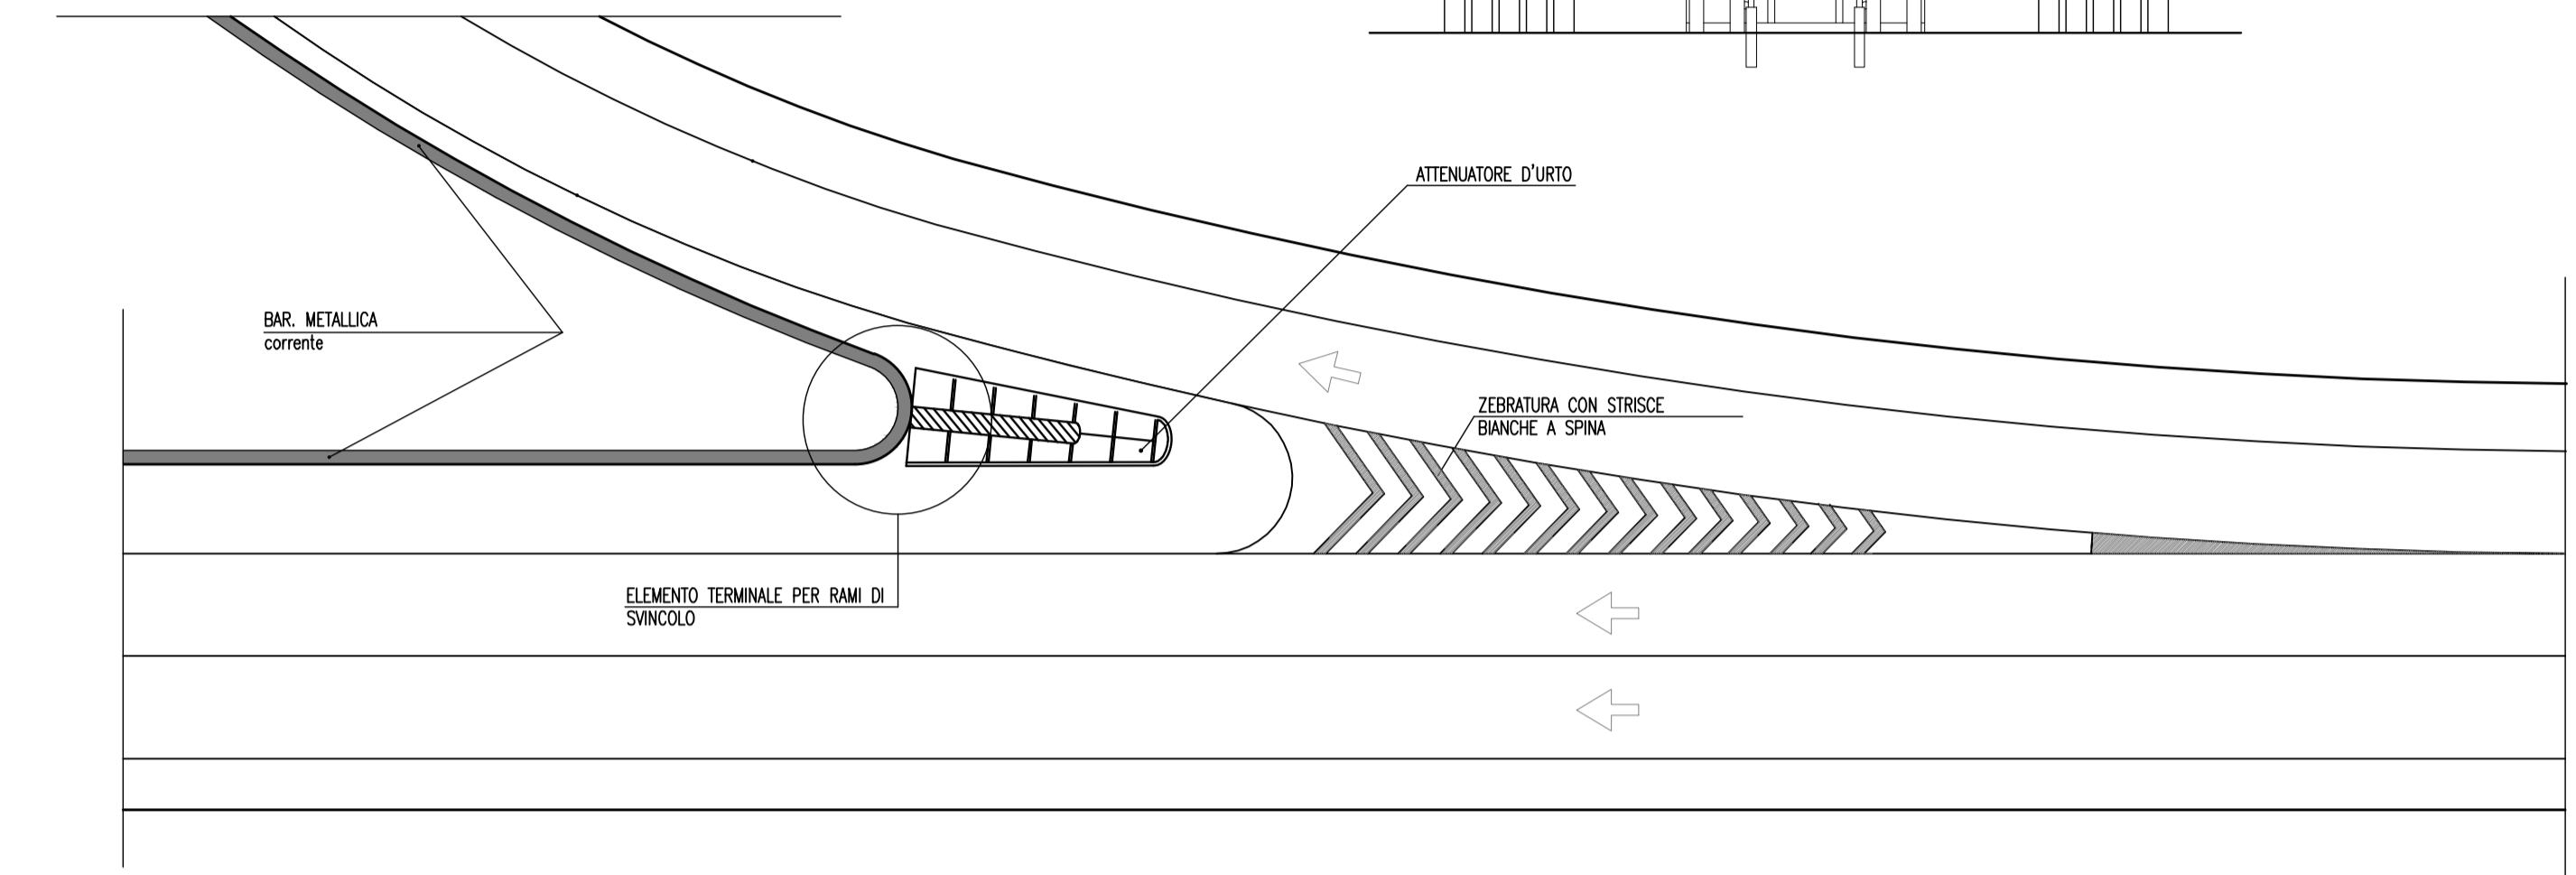 ATTENUATORE D'URTO
BAR. METALLICA
corrente
ZEBRATURA CON STRISCE
BIANCHE A SPINA
ELEMENTO TERMINALE PER RAMI DI
SVINCOLO